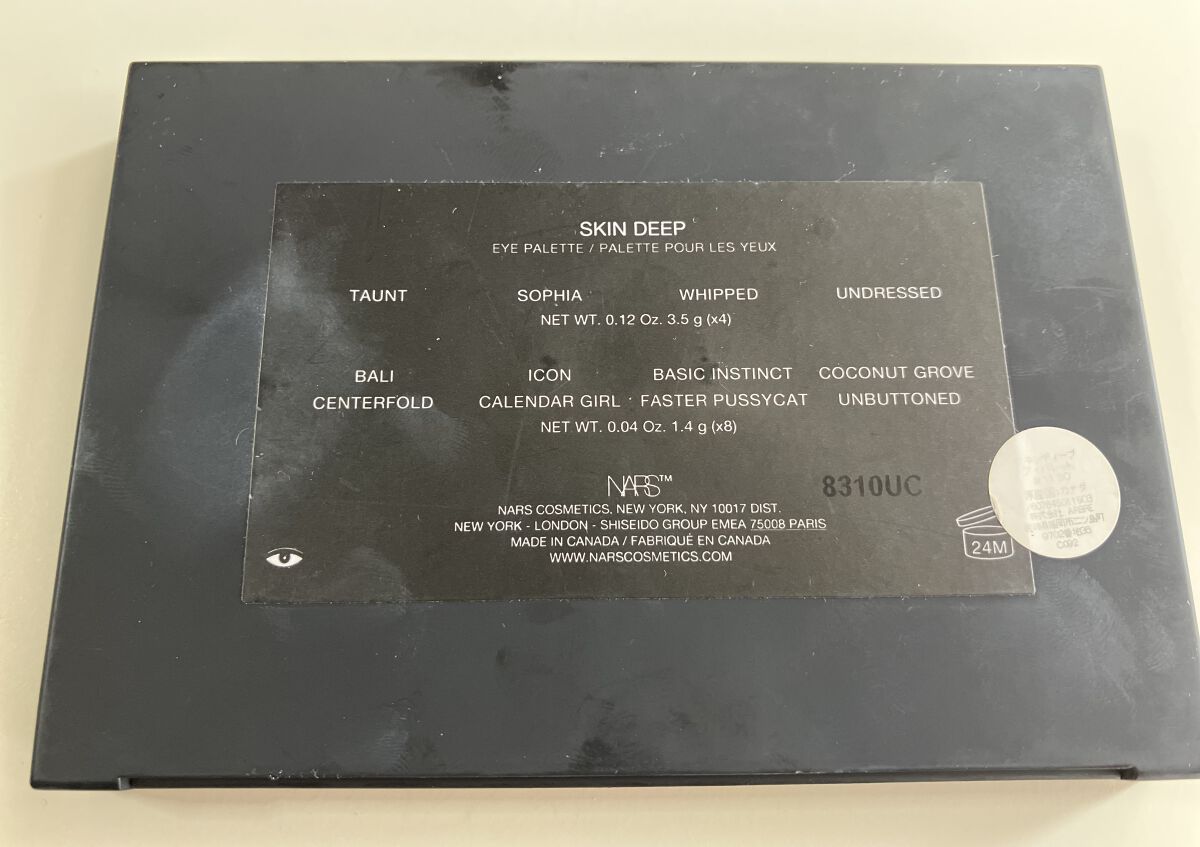 SKIN DEEP
EYE PALETTE / PALETTE POUR LES YEUX
TAUNT SOPHIA WHIPPED UNDRESSED
NET WT. 0.12 Oz. 3.5 g (x4)
BALI ICON BASIC INSTINCT COCONUT GROVE
CENTERFOLD CALENDAR GIRL FASTER PUSSYCAT UNBUTTONED
NET WT. 0.04 Oz. 1.4 g (x8)
NARS™
8310UC
NARS COSMETICS, NEW YORK, NY 10017 DIST.
NEW YORK - LONDON - SHISEIDO GROUP EMEA 75008 PARIS
MADE IN CANADA / FABRIQUÉ EN CANADA
WWW.NARSCOSMETICS.COM
24M
C092